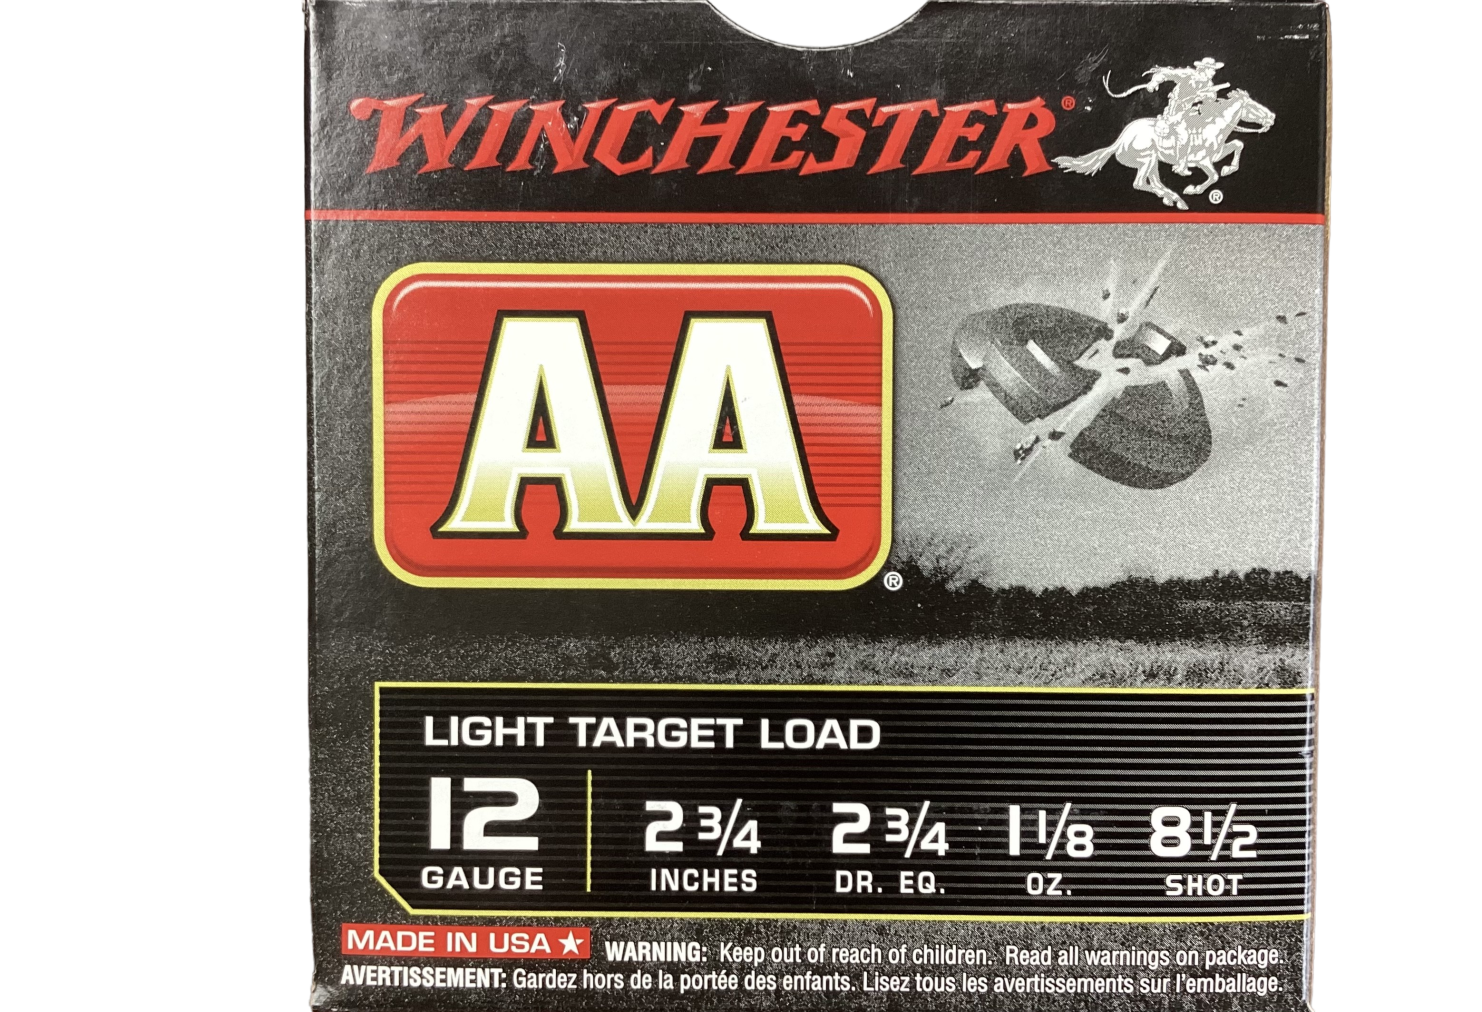 WINCHESTER®
®
AA
®
LIGHT TARGET LOAD
12 2 3/4 2 3/4 1 1/8 8 1/2
GAUGE INCHES DR. EQ. OZ. SHOT
MADE IN USA ★ WARNING: Keep out of reach of children. Read all warnings on package.
AVERTISSEMENT: Gardez hors de la portée des enfants. Lisez tous les avertissements sur l'emballage.